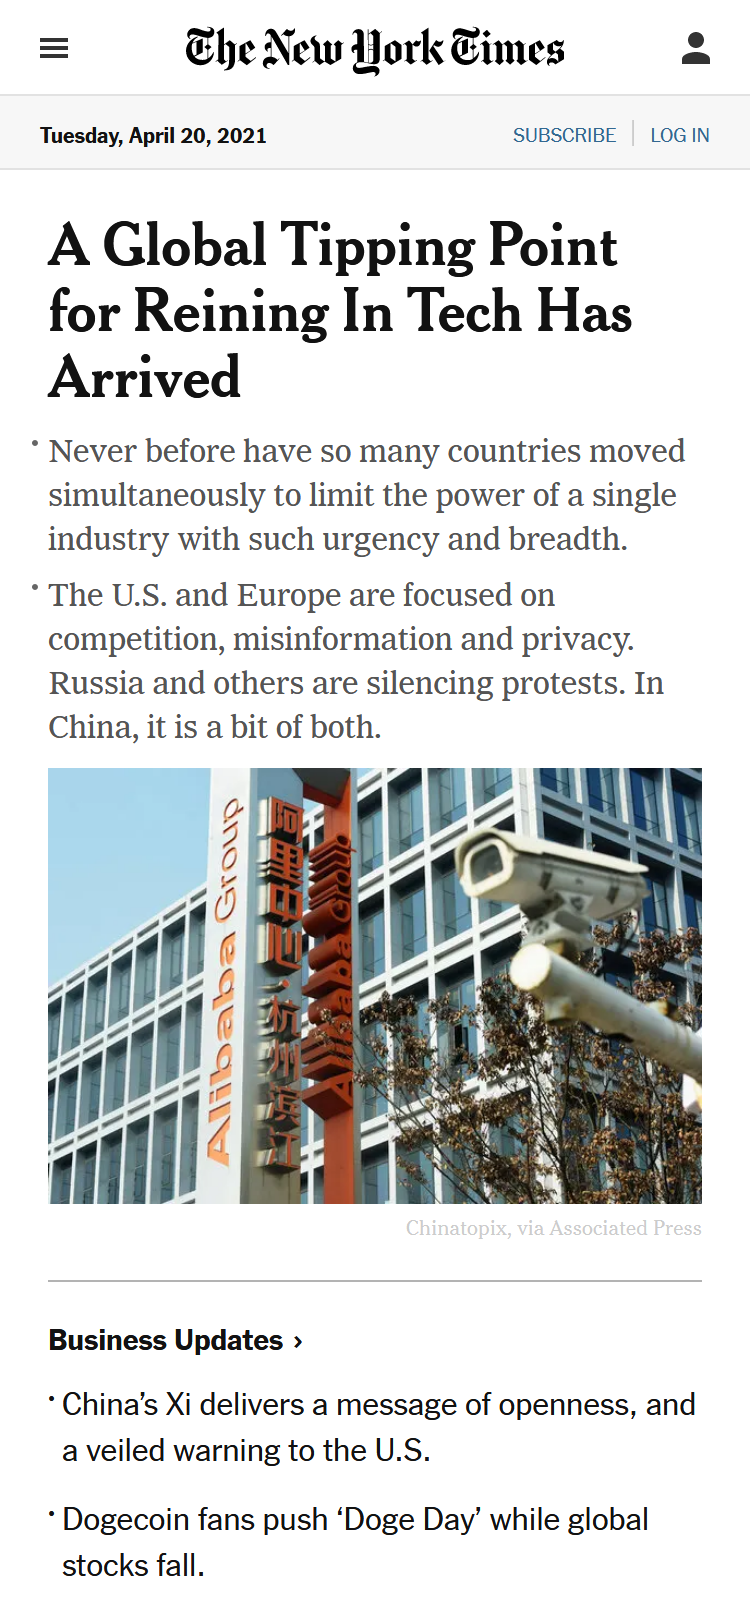 The New York Times
Tuesday, April 20, 2021
SUBSCRIBE
LOG IN
A Global Tipping Point
for Reining In Tech Has
Arrived
• Never before have so many countries moved
simultaneously to limit the power of a single
industry with such urgency and breadth.
• The U.S. and Europe are focused on
competition, misinformation and privacy.
Russia and others are silencing protests. In
China, it is a bit of both.
Alibaba Group
阿里中心·杭州滨江
Alibaba Group
Chinatopix, via Associated Press
Business Updates ›
• China’s Xi delivers a message of openness, and
a veiled warning to the U.S.
• Dogecoin fans push ‘Doge Day’ while global
stocks fall.